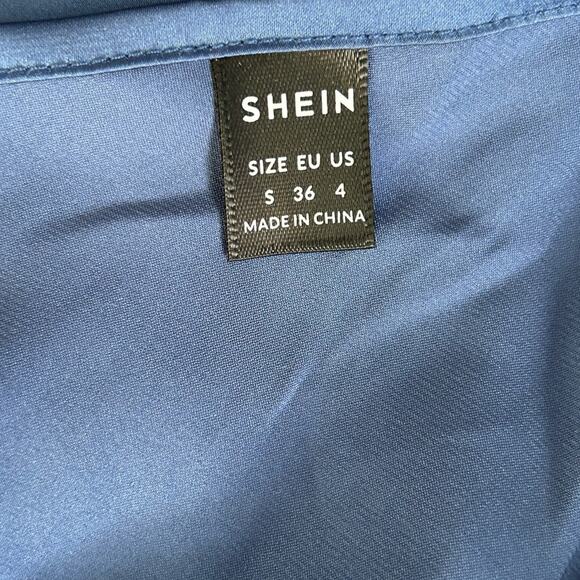 SHEIN
SIZE EU US
S 36 4
MADE IN CHINA